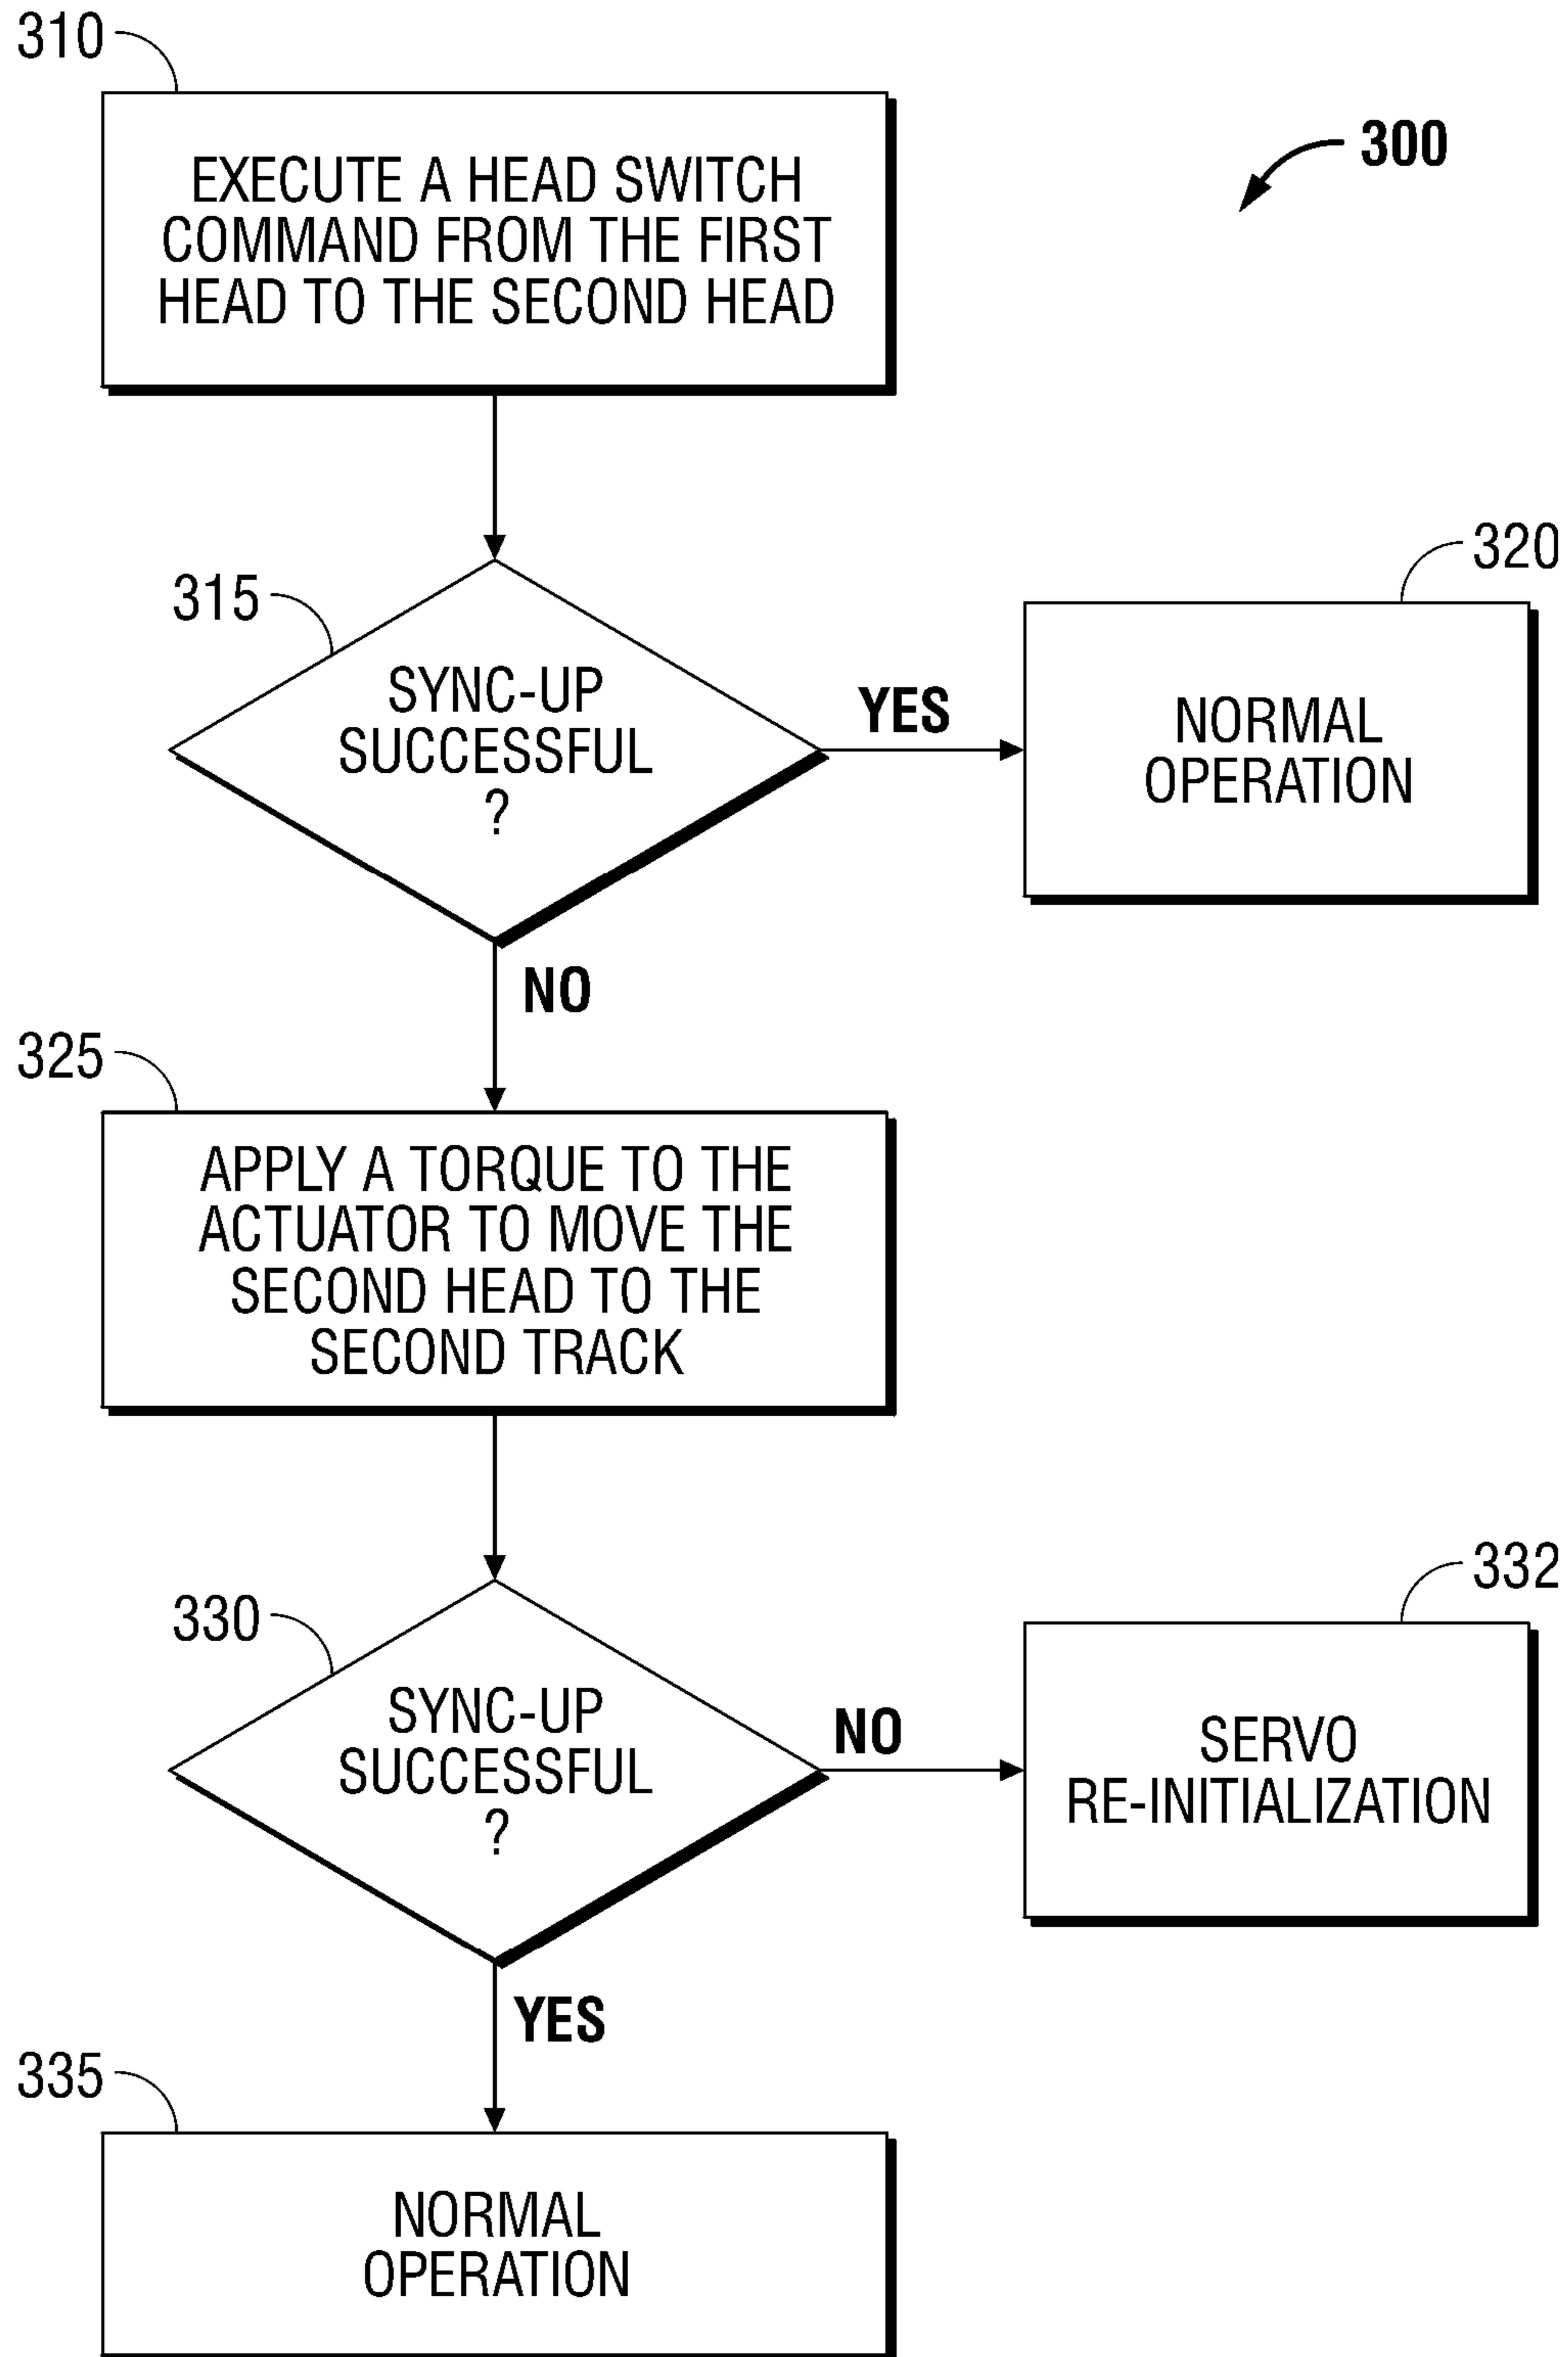 310
300
EXECUTE A HEAD SWITCH
COMMAND FROM THE FIRST
HEAD TO THE SECOND HEAD
315
SYNC-UP
SUCCESSFUL
?
YES
320
NORMAL
OPERATION
NO
325
APPLY A TORQUE TO THE
ACTUATOR TO MOVE THE
SECOND HEAD TO THE
SECOND TRACK
330
SYNC-UP
SUCCESSFUL
?
NO
332
SERVO
RE-INITIALIZATION
YES
335
NORMAL
OPERATION